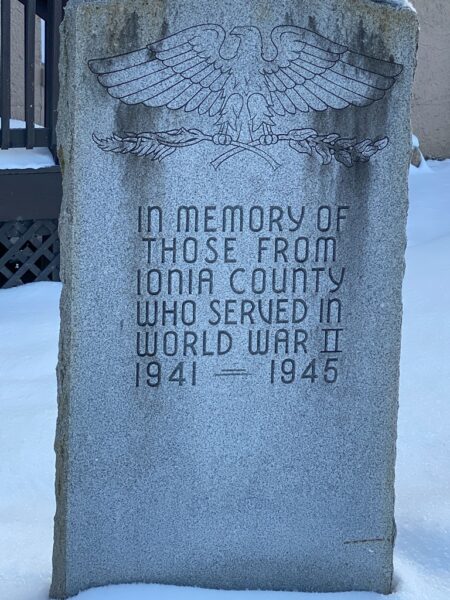 IN MEMORY OF
THOSE FROM
IONIA COUNTY
WHO SERVED IN
WORLD WAR II
1941 — 1945